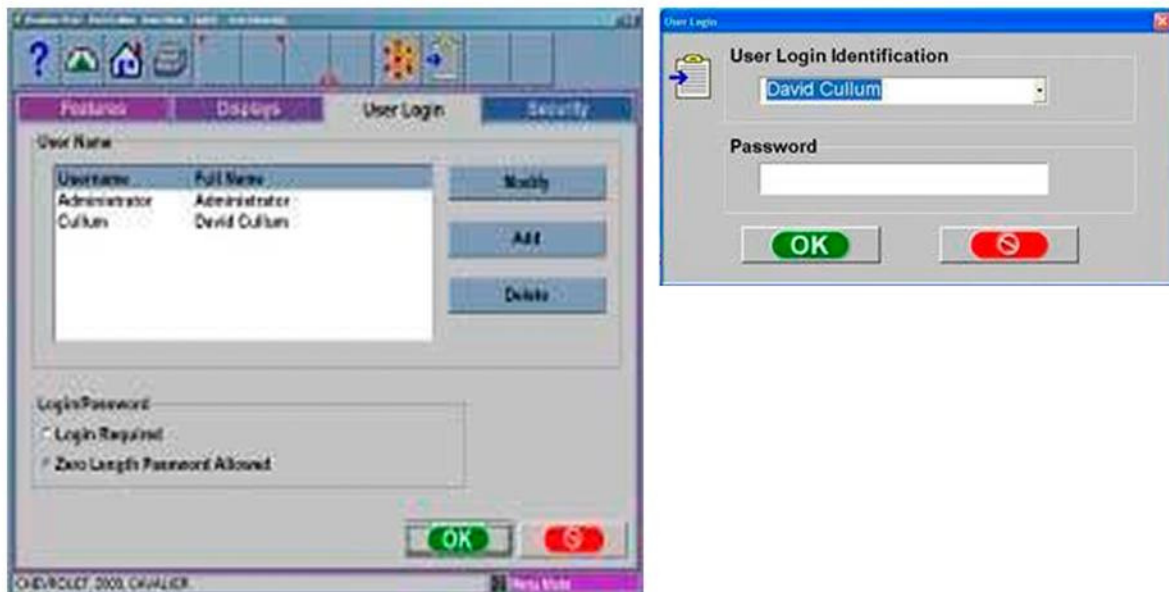 Features Displays User Login Security
User Name
Username Full Name
Administrator Administrator
Cullum David Cullum
Modify
Add
Delete
Login/Password
Login Required
Zero Length Password Allowed
OK
CHEVROLET, 2000, CAVALIER
Menu Mode
User Login
User Login Identification
David Cullum
Password
OK